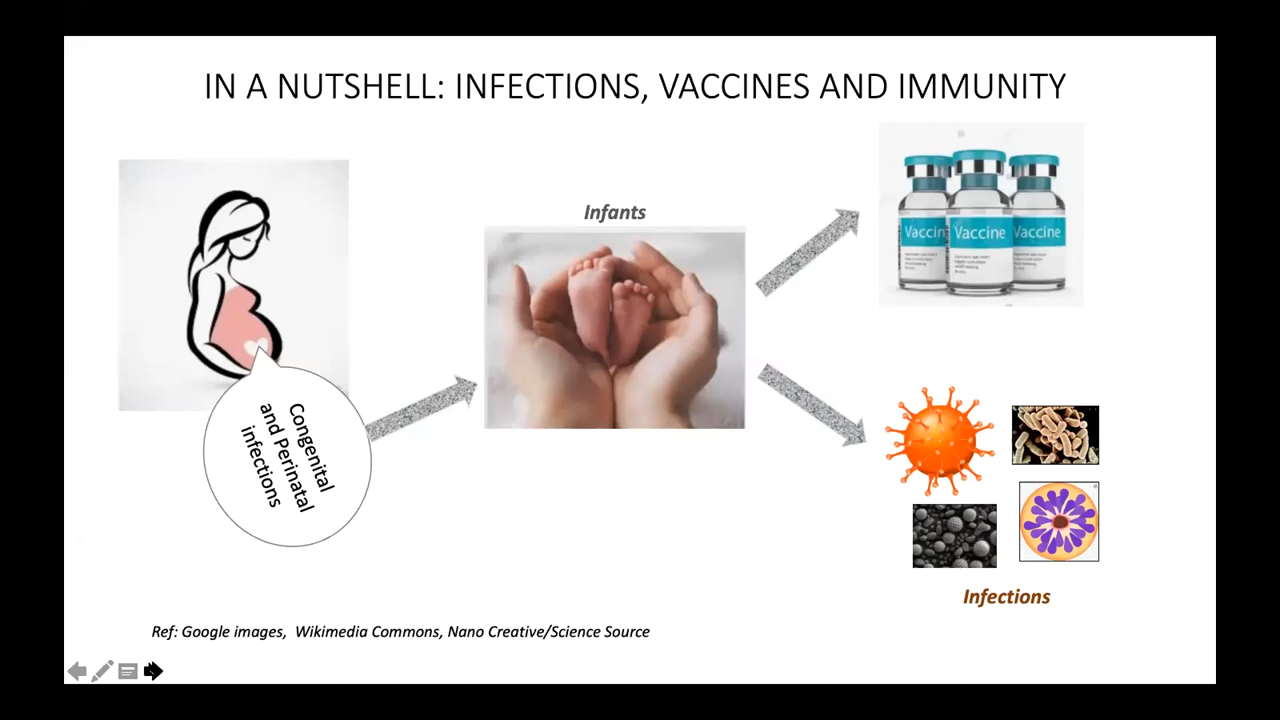 IN A NUTSHELL: INFECTIONS, VACCINES AND IMMUNITY
Infants
Vaccin
Vaccine
Vaccine
Congenital
and Perinatal
infections
Infections
Ref: Google images, Wikimedia Commons, Nano Creative/Science Source